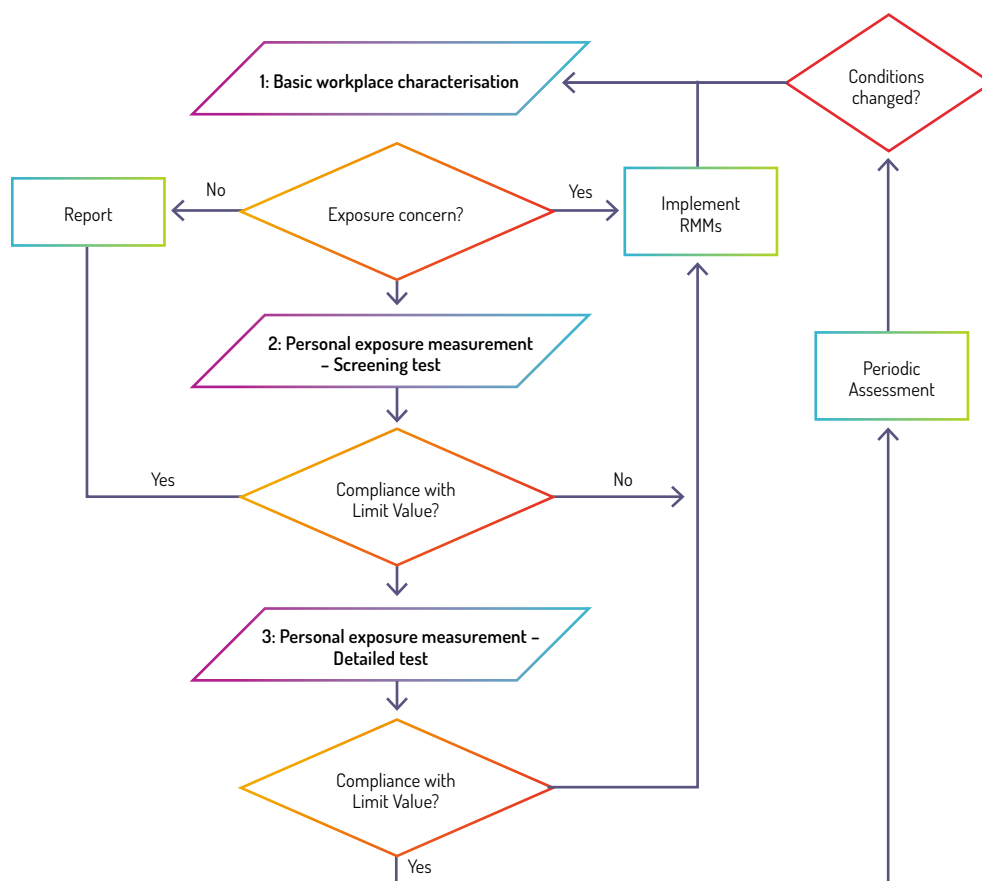 1: Basic workplace characterisation
Conditions
changed?
No
Yes
Report
Exposure concern?
Implement
RMMs
2: Personal exposure measurement
– Screening test
Periodic
Assessment
Yes
No
Compliance with
Limit Value?
3: Personal exposure measurement –
Detailed test
Compliance with
Limit Value?
Yes